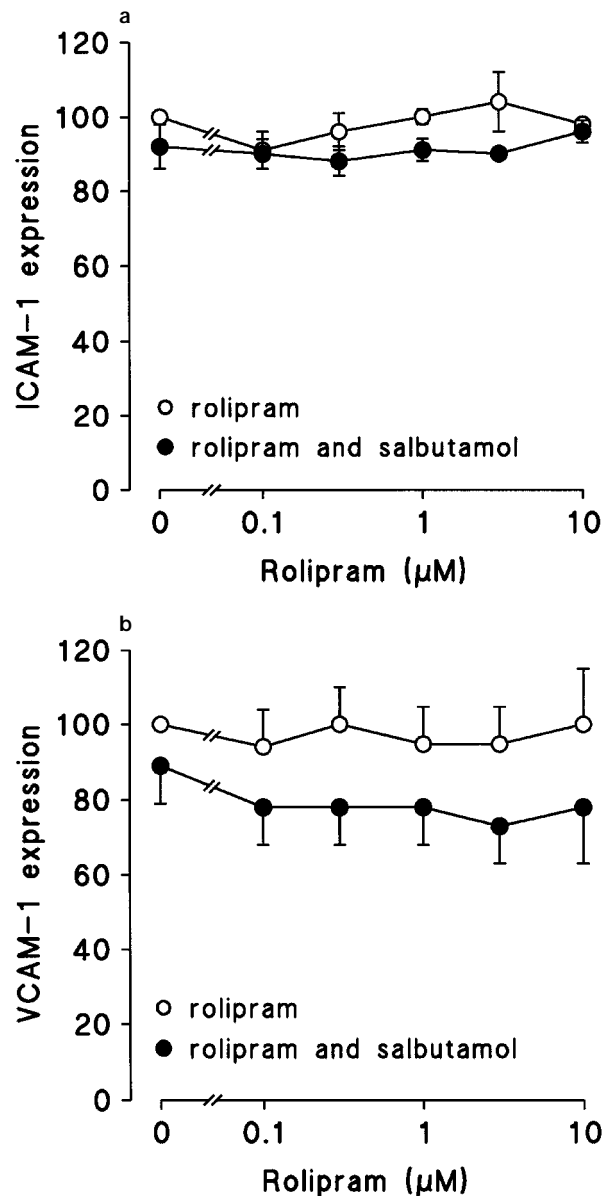 a
120
100
80
60
40
20
0
ICAM-1 expression
rolipram
rolipram and salbutamol
0 0.1 1 10
Rolipram (μM)
b
120
100
80
60
40
20
0
VCAM-1 expression
rolipram
rolipram and salbutamol
0 0.1 1 10
Rolipram (μM)